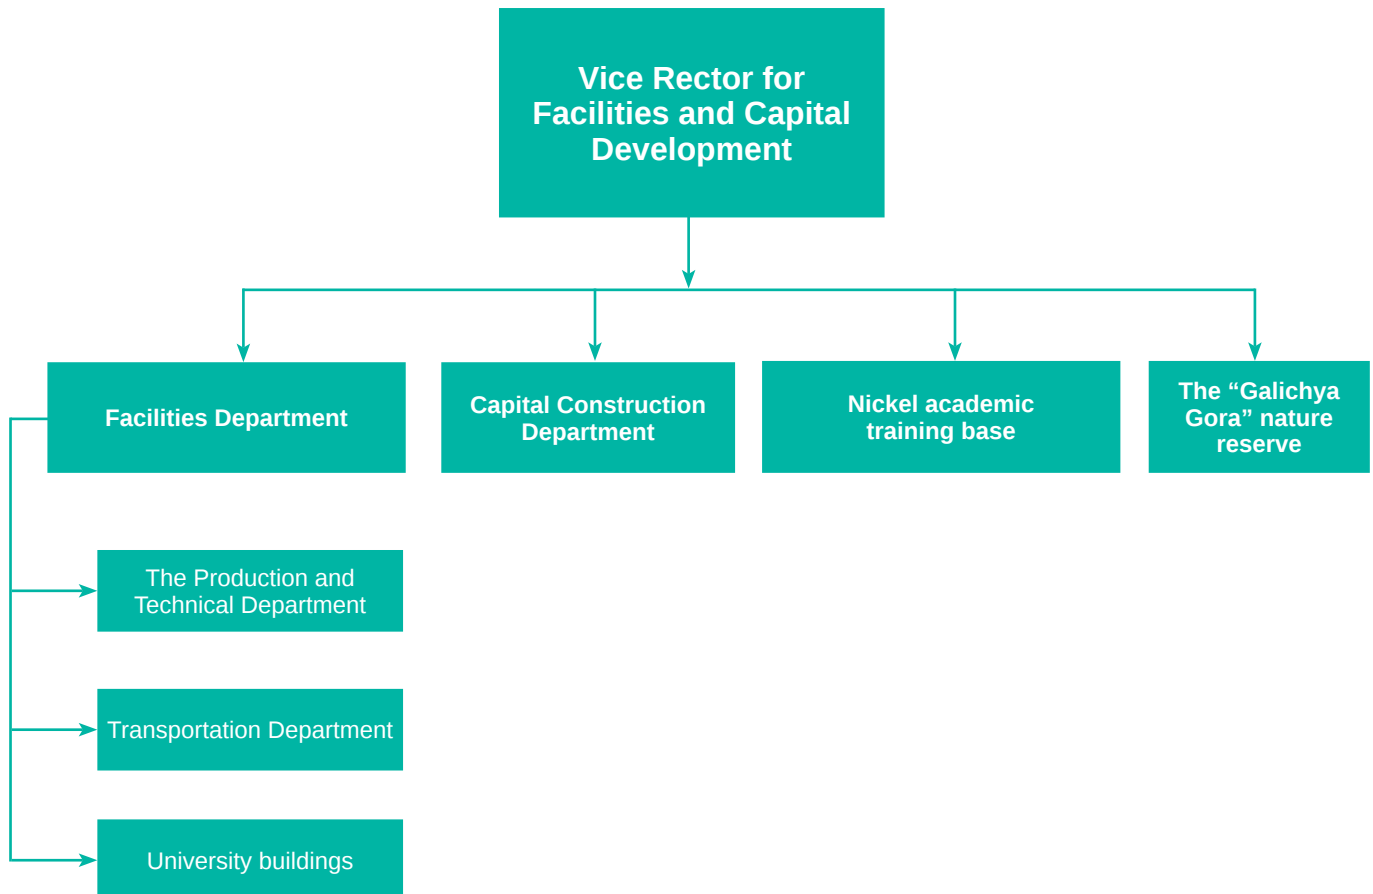 Vice Rector for
Facilities and Capital
Development
Facilities Department
Capital Construction
Department
Nickel academic
training base
The “Galichya
Gora” nature
reserve
The Production and
Technical Department
Transportation Department
University buildings